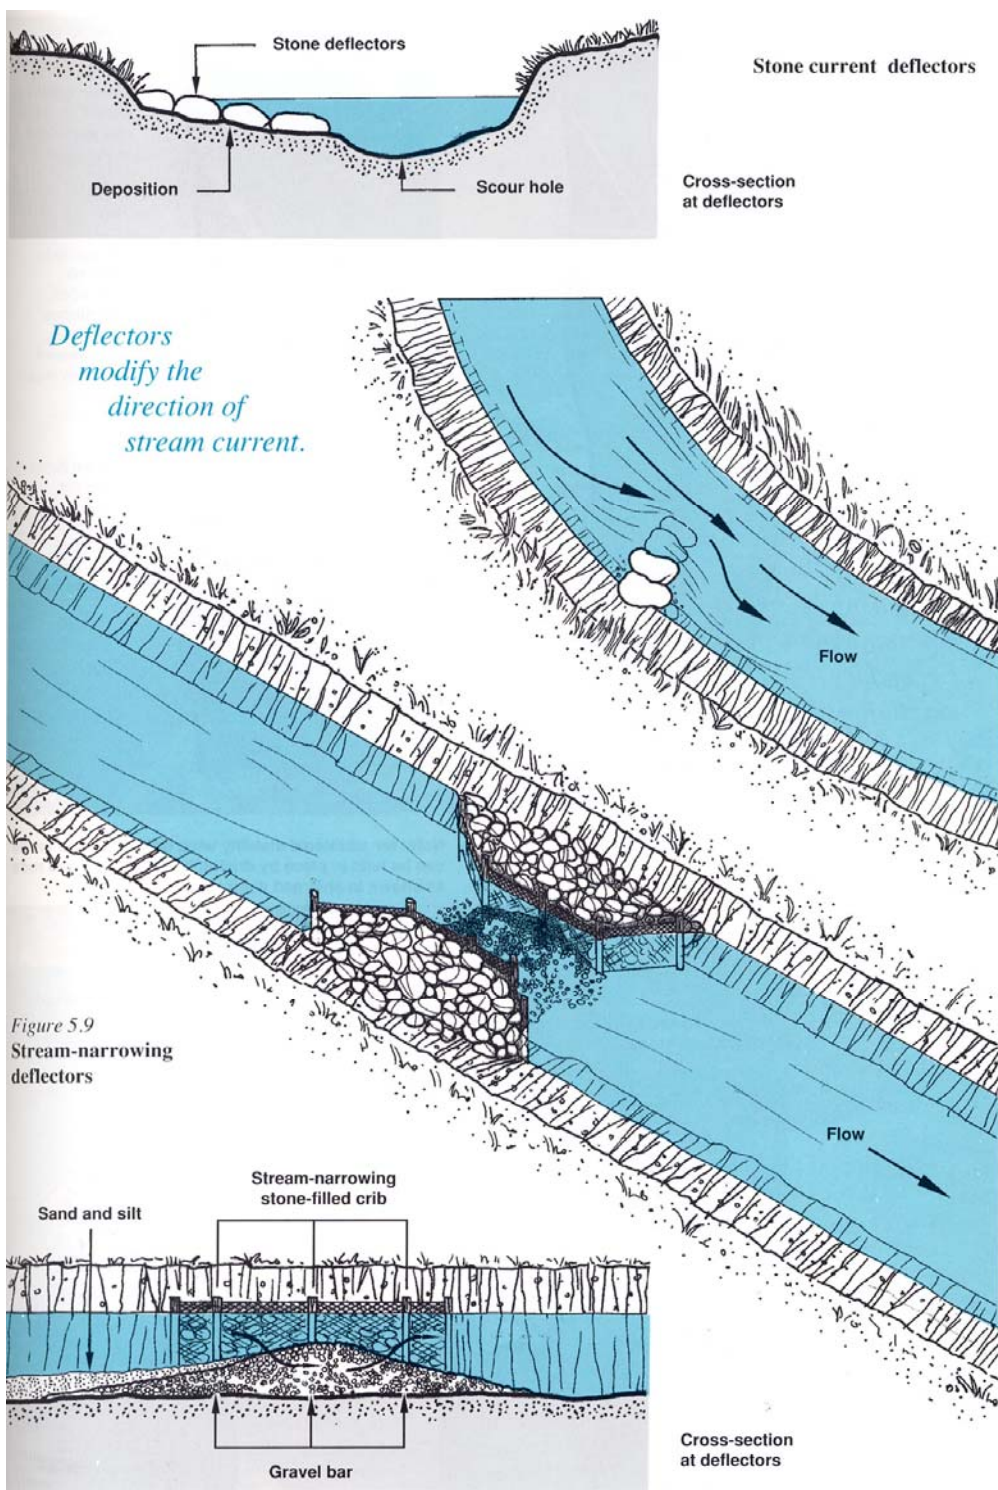 Stone deflectors
Stone current deflectors
Deposition
Scour hole
Cross-section
at deflectors
Deflectors
modify the
direction of
stream current.
Flow
Figure 5.9
Stream-narrowing
deflectors
Flow
Stream-narrowing
stone-filled crib
Sand and silt
Gravel bar
Cross-section
at deflectors